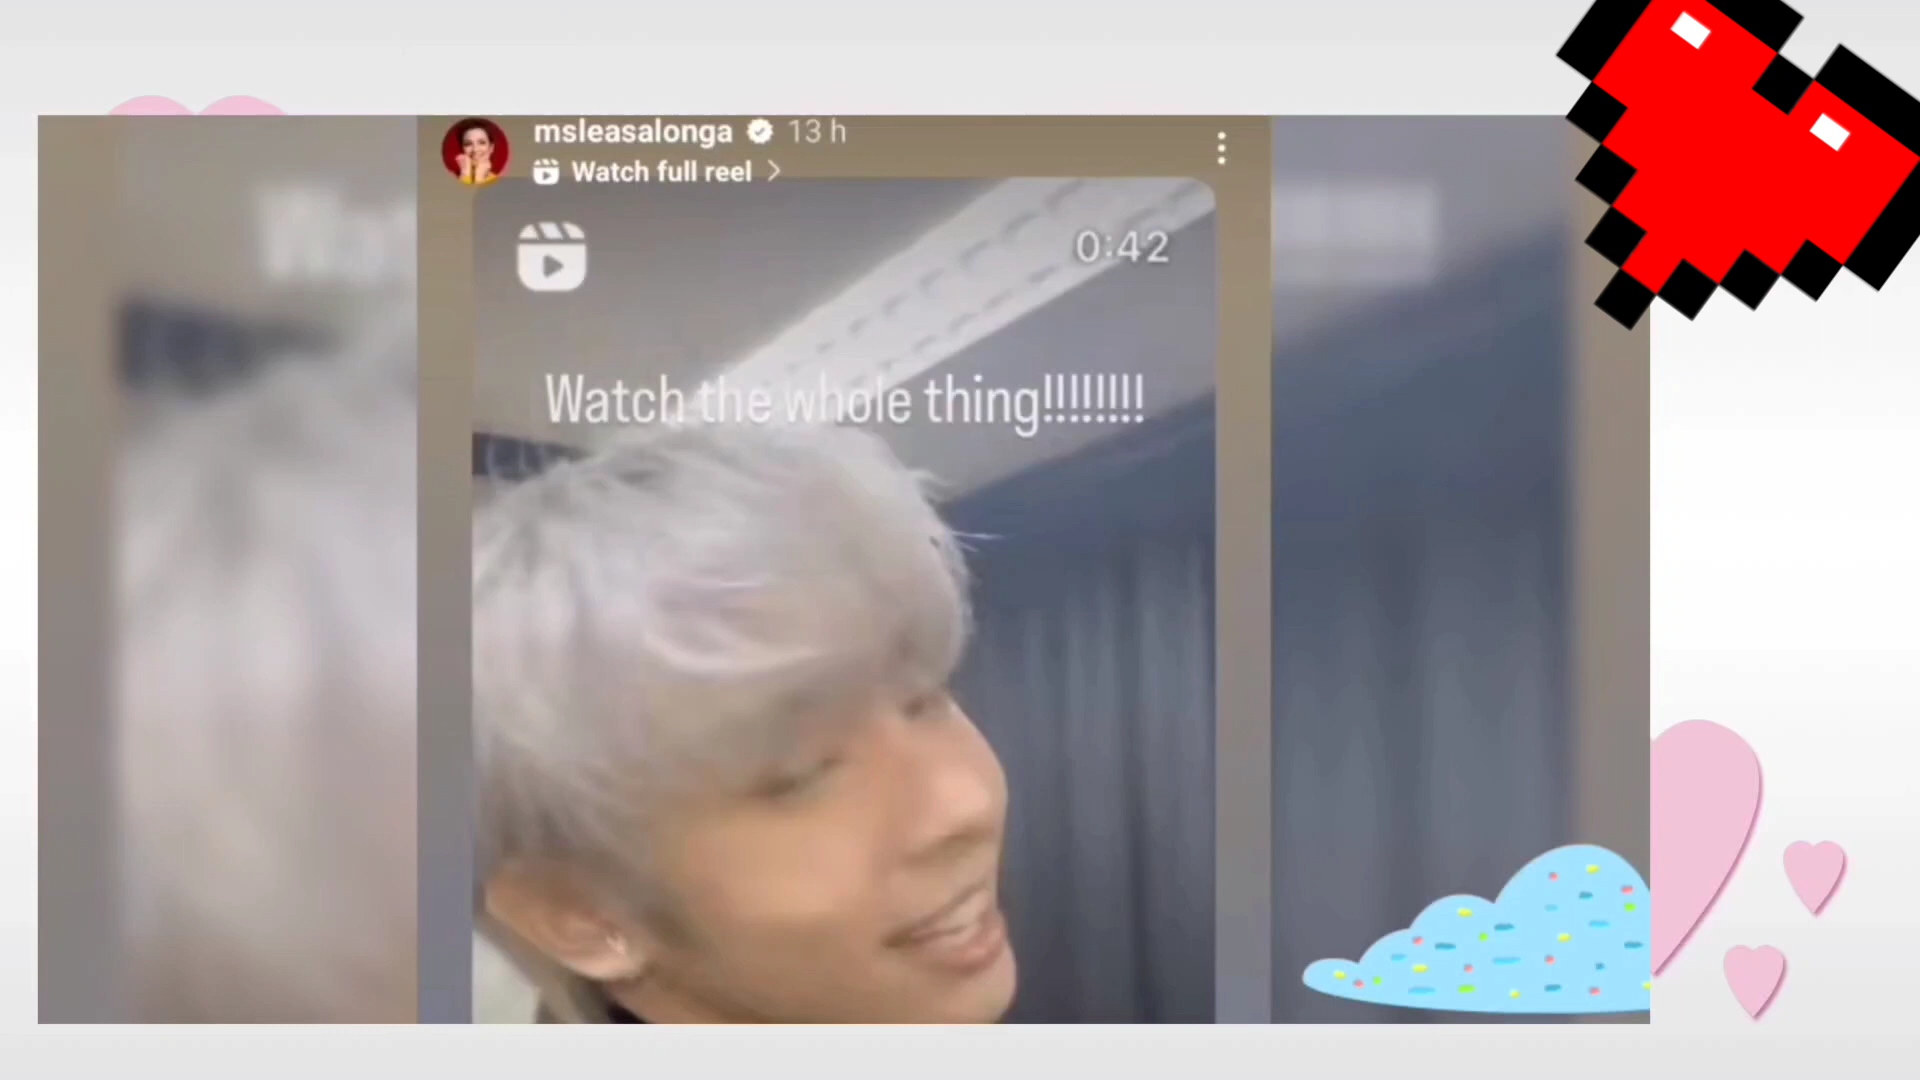 msleasalonga 13 h
Watch full reel
0:42
Watch the whole thing!!!!!!!!